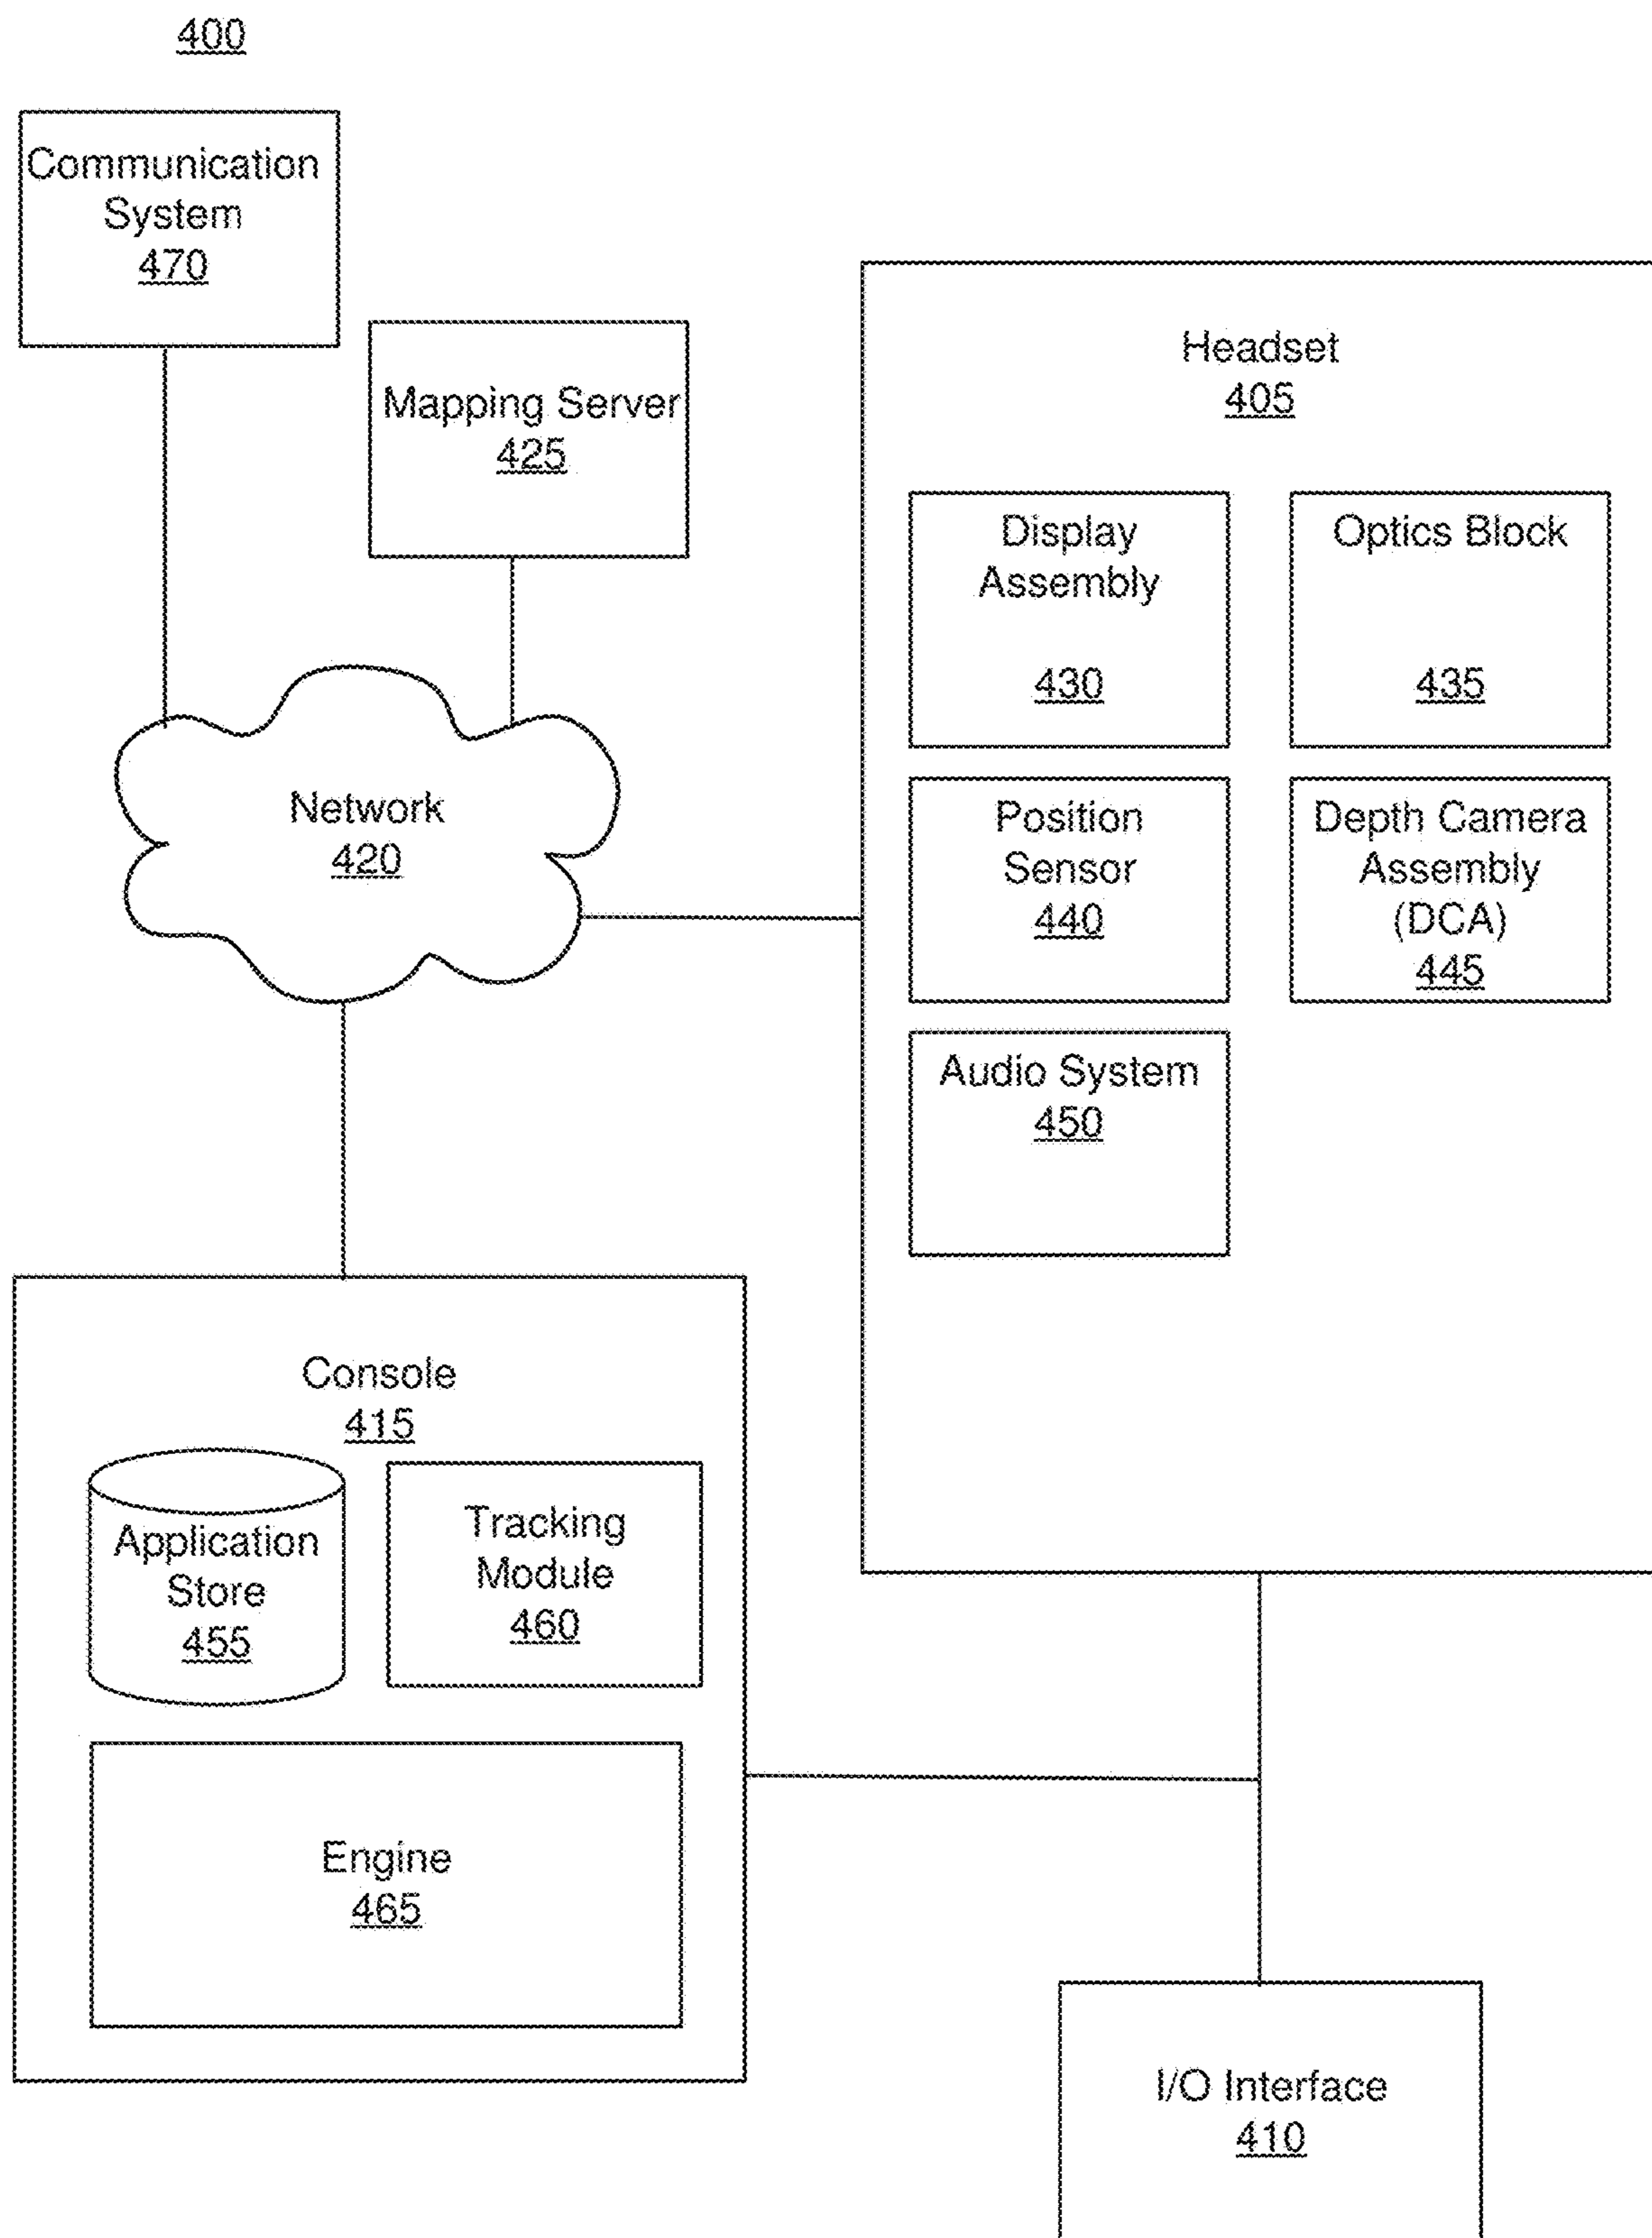 400
Communication
System
470
Mapping Server
425
Headset
405
Display
Assembly
430
Optics Block
435
Network
420
Position
Sensor
440
Depth Camera
Assembly
(DCA)
445
Audio System
450
Console
415
Application
Store
455
Tracking
Module
460
Engine
465
I/O Interface
410